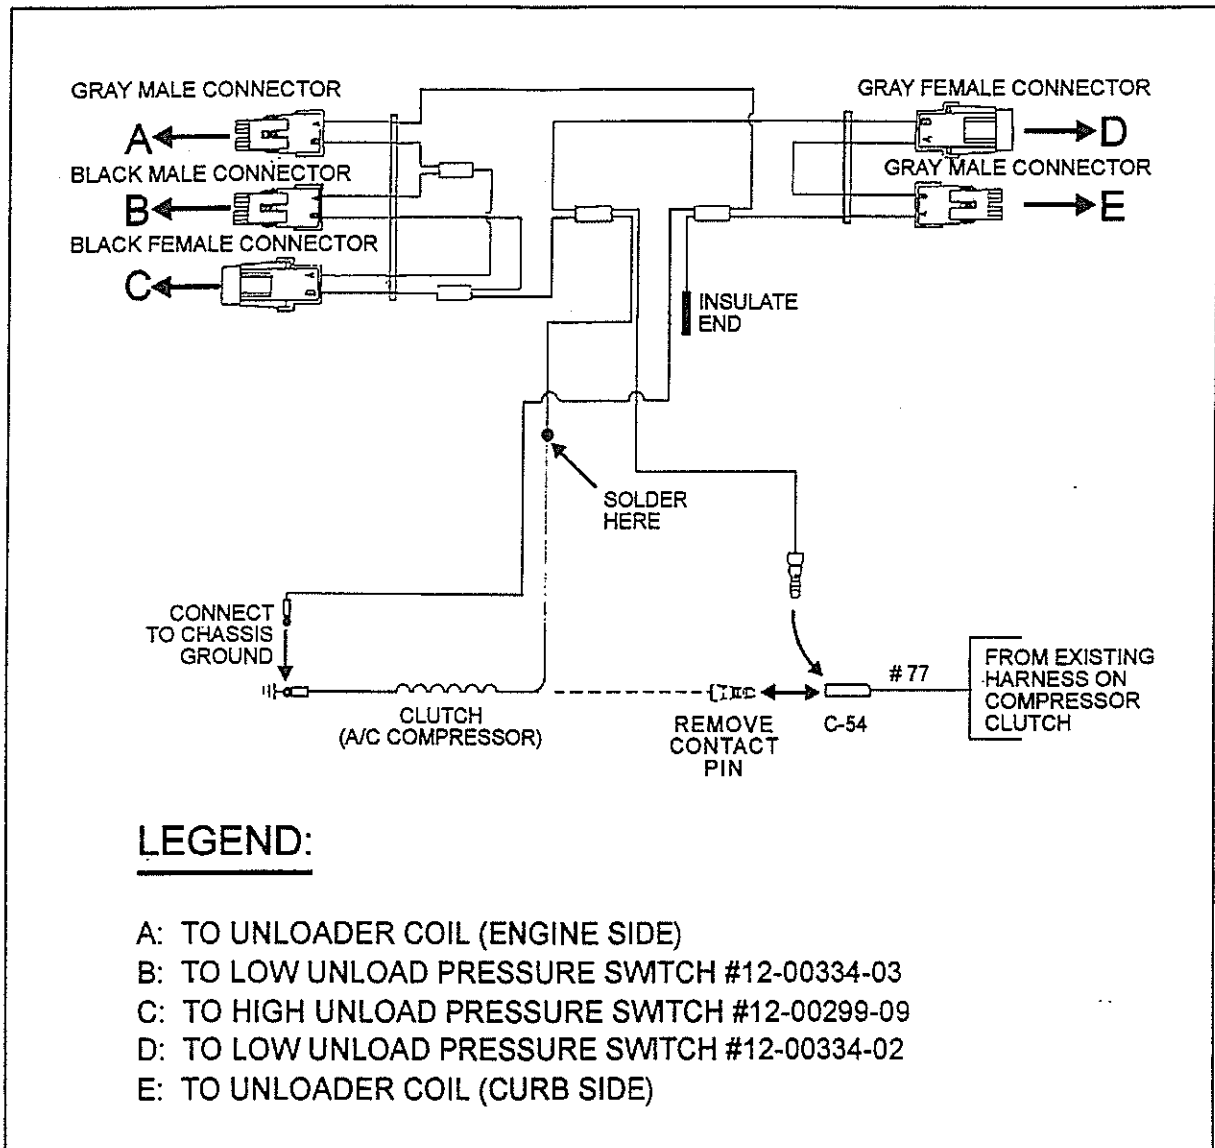 GRAY MALE CONNECTOR
A
BLACK MALE CONNECTOR
B
BLACK FEMALE CONNECTOR
C
GRAY FEMALE CONNECTOR
D
GRAY MALE CONNECTOR
E
INSULATE
END
SOLDER
HERE
CONNECT
TO CHASSIS
GROUND
CLUTCH
(A/C COMPRESSOR)
REMOVE
CONTACT
PIN
C-54
# 77
FROM EXISTING
HARNESS ON
COMPRESSOR
CLUTCH
LEGEND:
A: TO UNLOADER COIL (ENGINE SIDE)
B: TO LOW UNLOAD PRESSURE SWITCH #12-00334-03
C: TO HIGH UNLOAD PRESSURE SWITCH #12-00299-09
D: TO LOW UNLOAD PRESSURE SWITCH #12-00334-02
E: TO UNLOADER COIL (CURB SIDE)